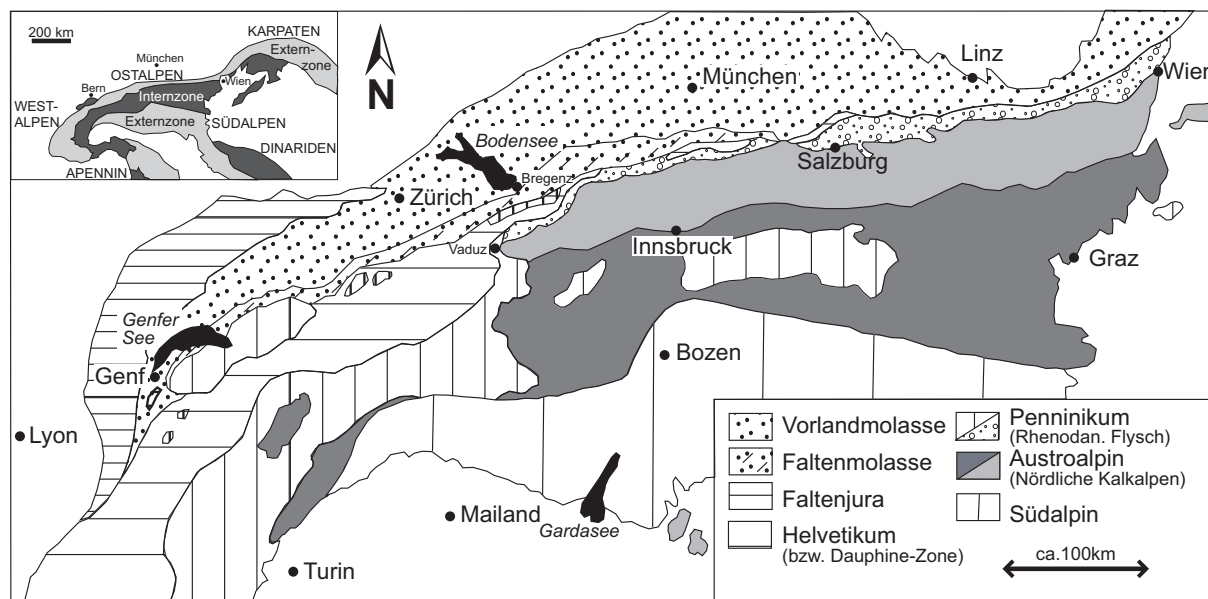 200 km
KARPATEN
Extern-
zone
München
OSTALPEN
Wien
Bern
Internzone
WEST-
ALPEN
Externzone
SÜDALPEN
DINARIDEN
APENNIN
N
Linz
München
Wien
Bodensee
Salzburg
Bregenz
Zürich
Innsbruck
Vaduz
Graz
Genfer
See
Bozen
Genf
Lyon
Mailand
Gardasee
Turin
Vorlandmolasse
Faltenmolasse
Faltenjura
Helvetikum
(bzw. Dauphine-Zone)
Penninikum
(Rhenodan. Flysch)
Austroalpin
(Nördliche Kalkalpen)
Südalpin
ca.100km